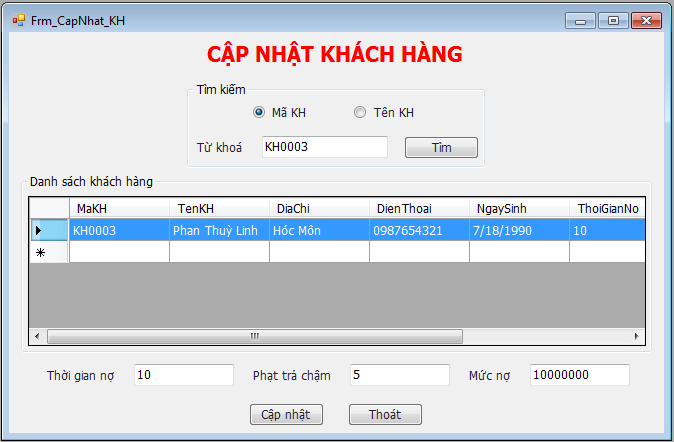 Frm_CapNhat_KH
CẬP NHẬT KHÁCH HÀNG
Tìm kiếm
Mã KH Tên KH
Từ khoá KH0003 Tìm
Danh sách khách hàng
MaKH TenKH DiaChi DienThoai NgaySinh ThoiGianNo
KH0003 Phan Thuỳ Linh Hóc Môn 0987654321 7/18/1990 10
Thời gian nợ 10 Phạt trả chậm 5 Mức nợ 10000000
Cập nhật Thoát